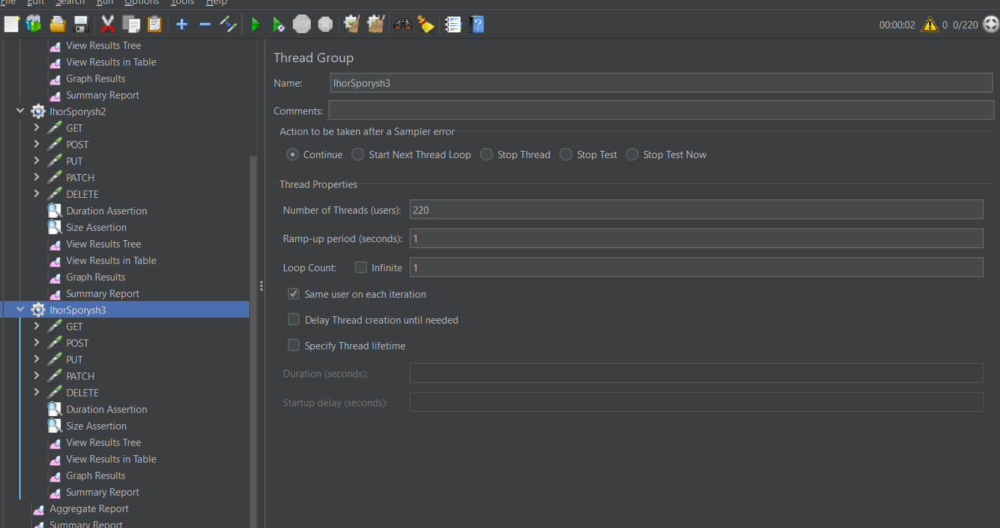 File Edit Search Run Options Tools Help
STOP
00:00:02 0 0/220
View Results Tree
View Results in Table
Graph Results
Summary Report
IhorSporysh2
GET
POST
PUT
PATCH
DELETE
Duration Assertion
Size Assertion
View Results Tree
View Results in Table
Graph Results
Summary Report
IhorSporysh3
GET
POST
PUT
PATCH
DELETE
Duration Assertion
Size Assertion
View Results Tree
View Results in Table
Graph Results
Summary Report
Aggregate Report
Summary Report
Thread Group
Name: IhorSporysh3
Comments:
Action to be taken after a Sampler error
Continue Start Next Thread Loop Stop Thread Stop Test Stop Test Now
Thread Properties
Number of Threads (users): 220
Ramp-up period (seconds): 1
Loop Count: Infinite 1
Same user on each iteration
Delay Thread creation until needed
Specify Thread lifetime
Duration (seconds):
Startup delay (seconds):